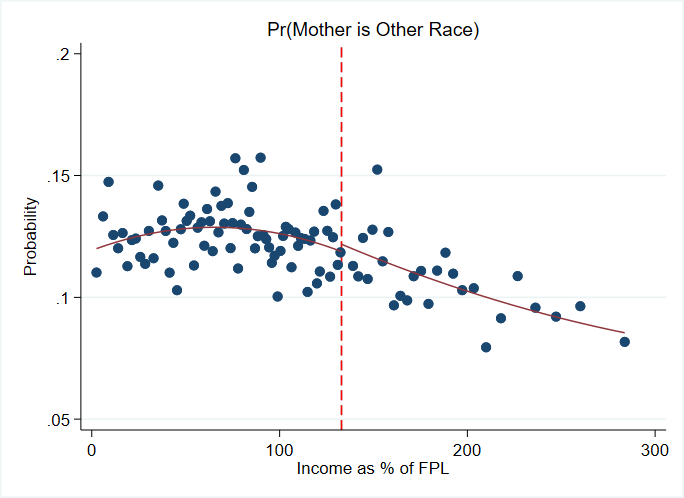 Pr(Mother is Other Race)
.2
.15
.1
.05
Probability
0 100 200 300
Income as % of FPL